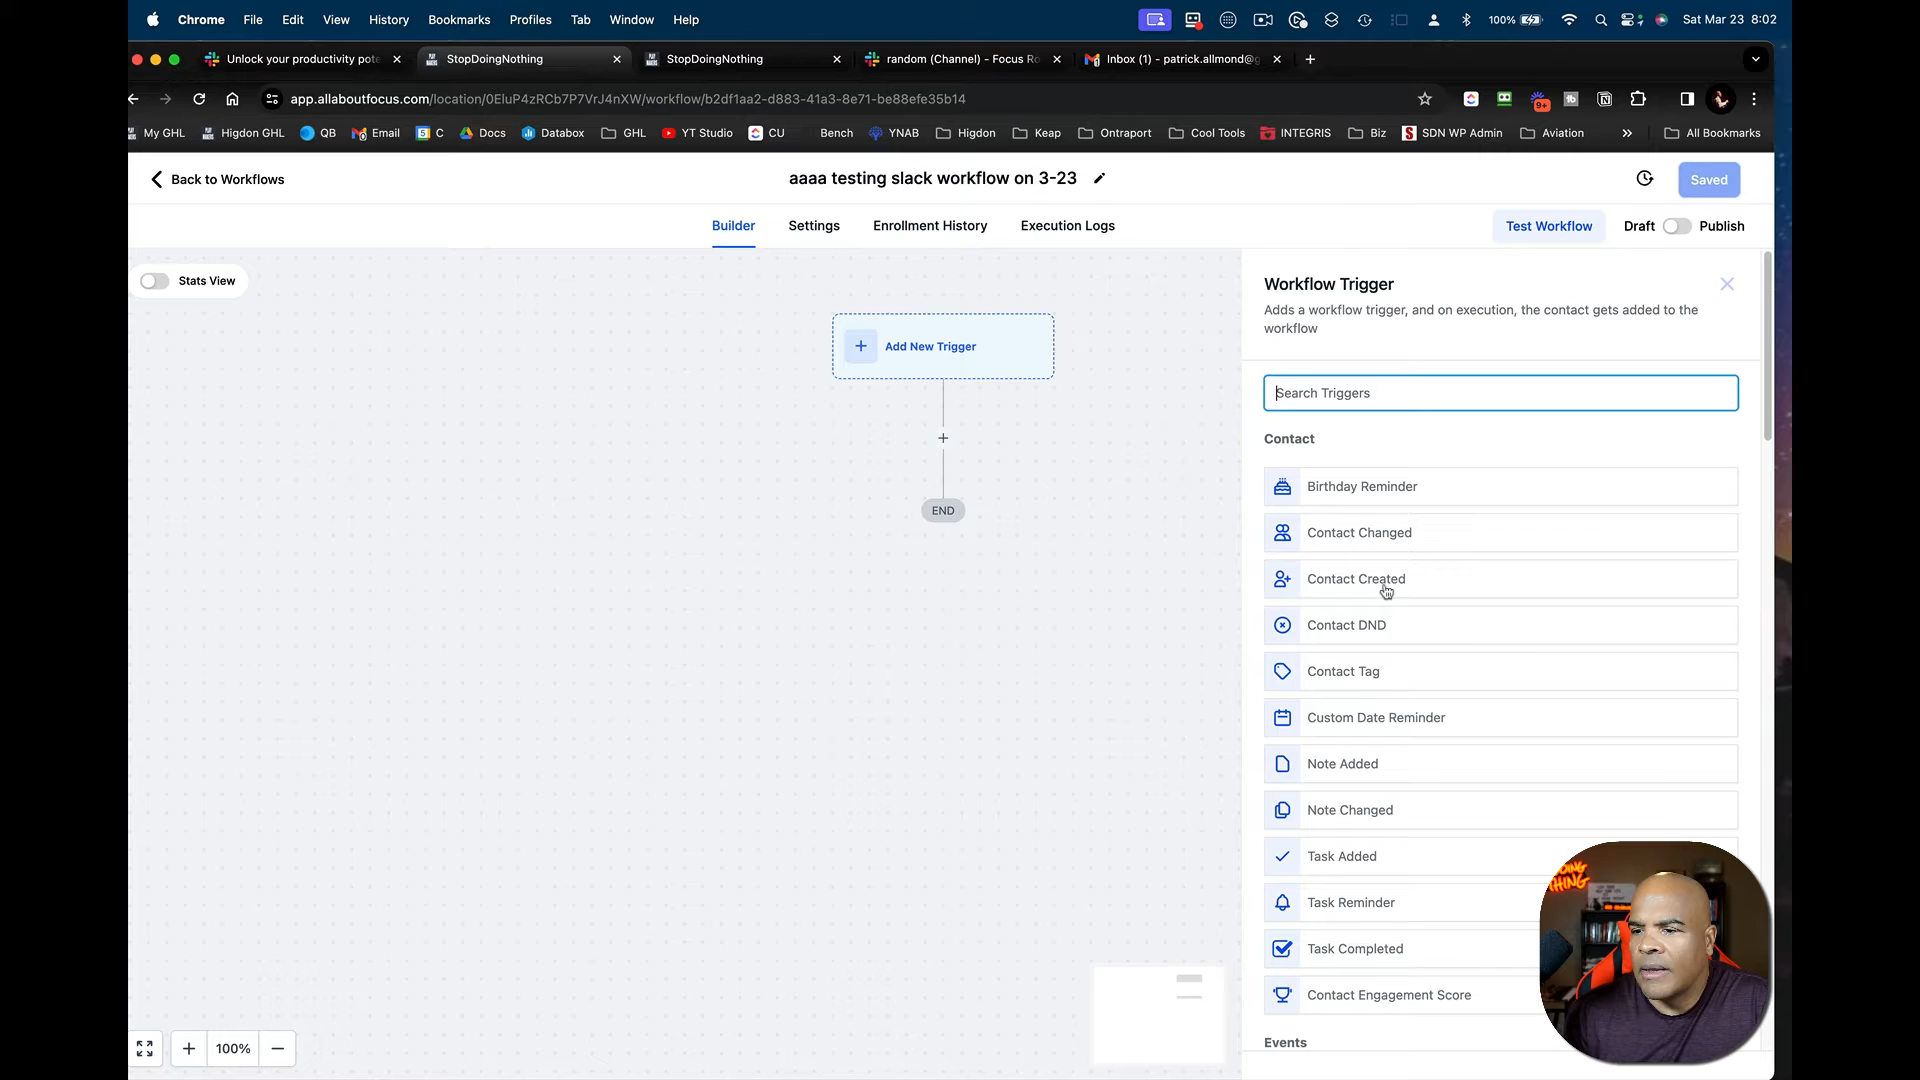 Chrome File Edit View History Bookmarks Profiles Tab Window Help 100% Sat Mar 23 8:02
Unlock your productivity pote StopDoingNothing StopDoingNothing random (Channel) - Focus Ro Inbox (1) - patrick.allmond@g
app.allaboutfocus.com/location/0EluP4zRCb7P7VrJ4nXW/workflow/b2df1aa2-d883-41a3-8e71-be88efe35b14 9+
My GHL Higdon GHL QB Email C Docs Databox GHL YT Studio CU Bench YNAB Higdon Keap Ontraport Cool Tools INTEGRIS Biz SDN WP Admin Aviation All Bookmarks
Back to Workflows aaaa testing slack workflow on 3-23 Saved
Builder Settings Enrollment History Execution Logs Test Workflow Draft Publish
Stats View
Add New Trigger
END
Workflow Trigger
Adds a workflow trigger, and on execution, the contact gets added to the
workflow
Search Triggers
Contact
Birthday Reminder
Contact Changed
Contact Created
Contact DND
Contact Tag
Custom Date Reminder
Note Added
Note Changed
Task Added
Task Reminder
Task Completed
Contact Engagement Score
Events
100%